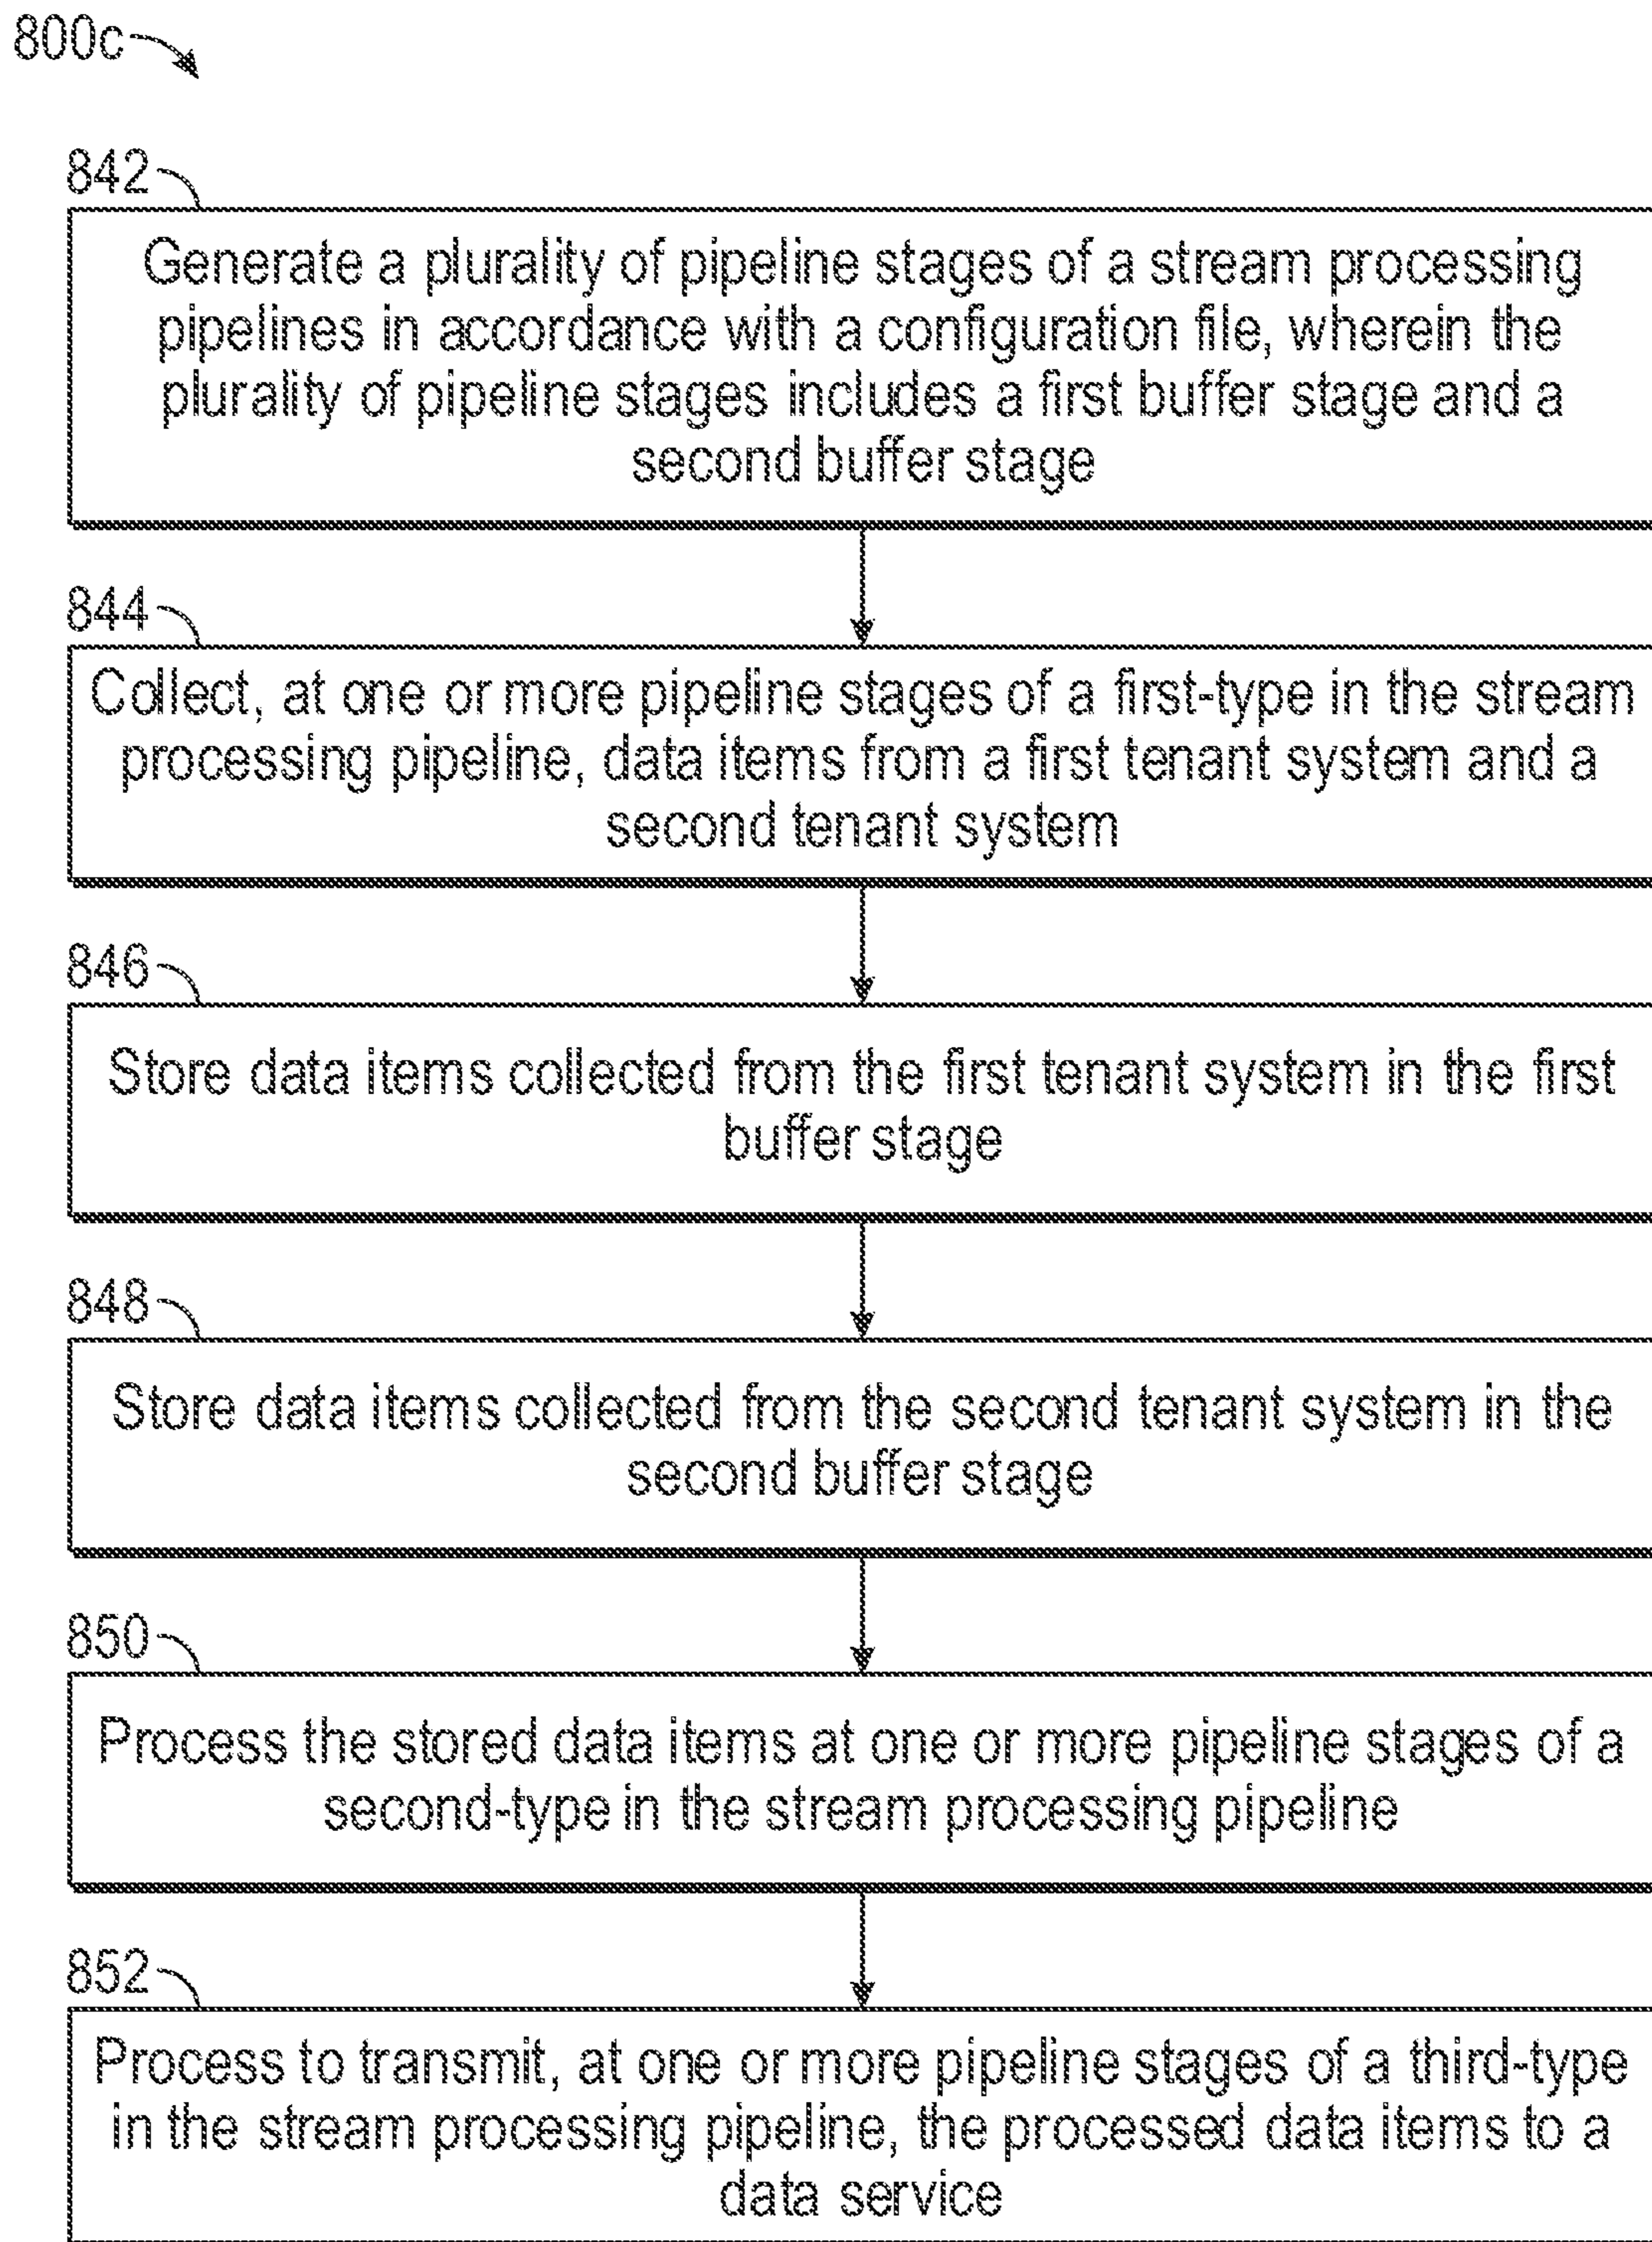 800c
842
Generate a plurality of pipeline stages of a stream processing
pipelines in accordance with a configuration file, wherein the
plurality of pipeline stages includes a first buffer stage and a
second buffer stage
844
Collect, at one or more pipeline stages of a first-type in the stream
processing pipeline, data items from a first tenant system and a
second tenant system
846
Store data items collected from the first tenant system in the first
buffer stage
848
Store data items collected from the second tenant system in the
second buffer stage
850
Process the stored data items at one or more pipeline stages of a
second-type in the stream processing pipeline
852
Process to transmit, at one or more pipeline stages of a third-type
in the stream processing pipeline, the processed data items to a
data service